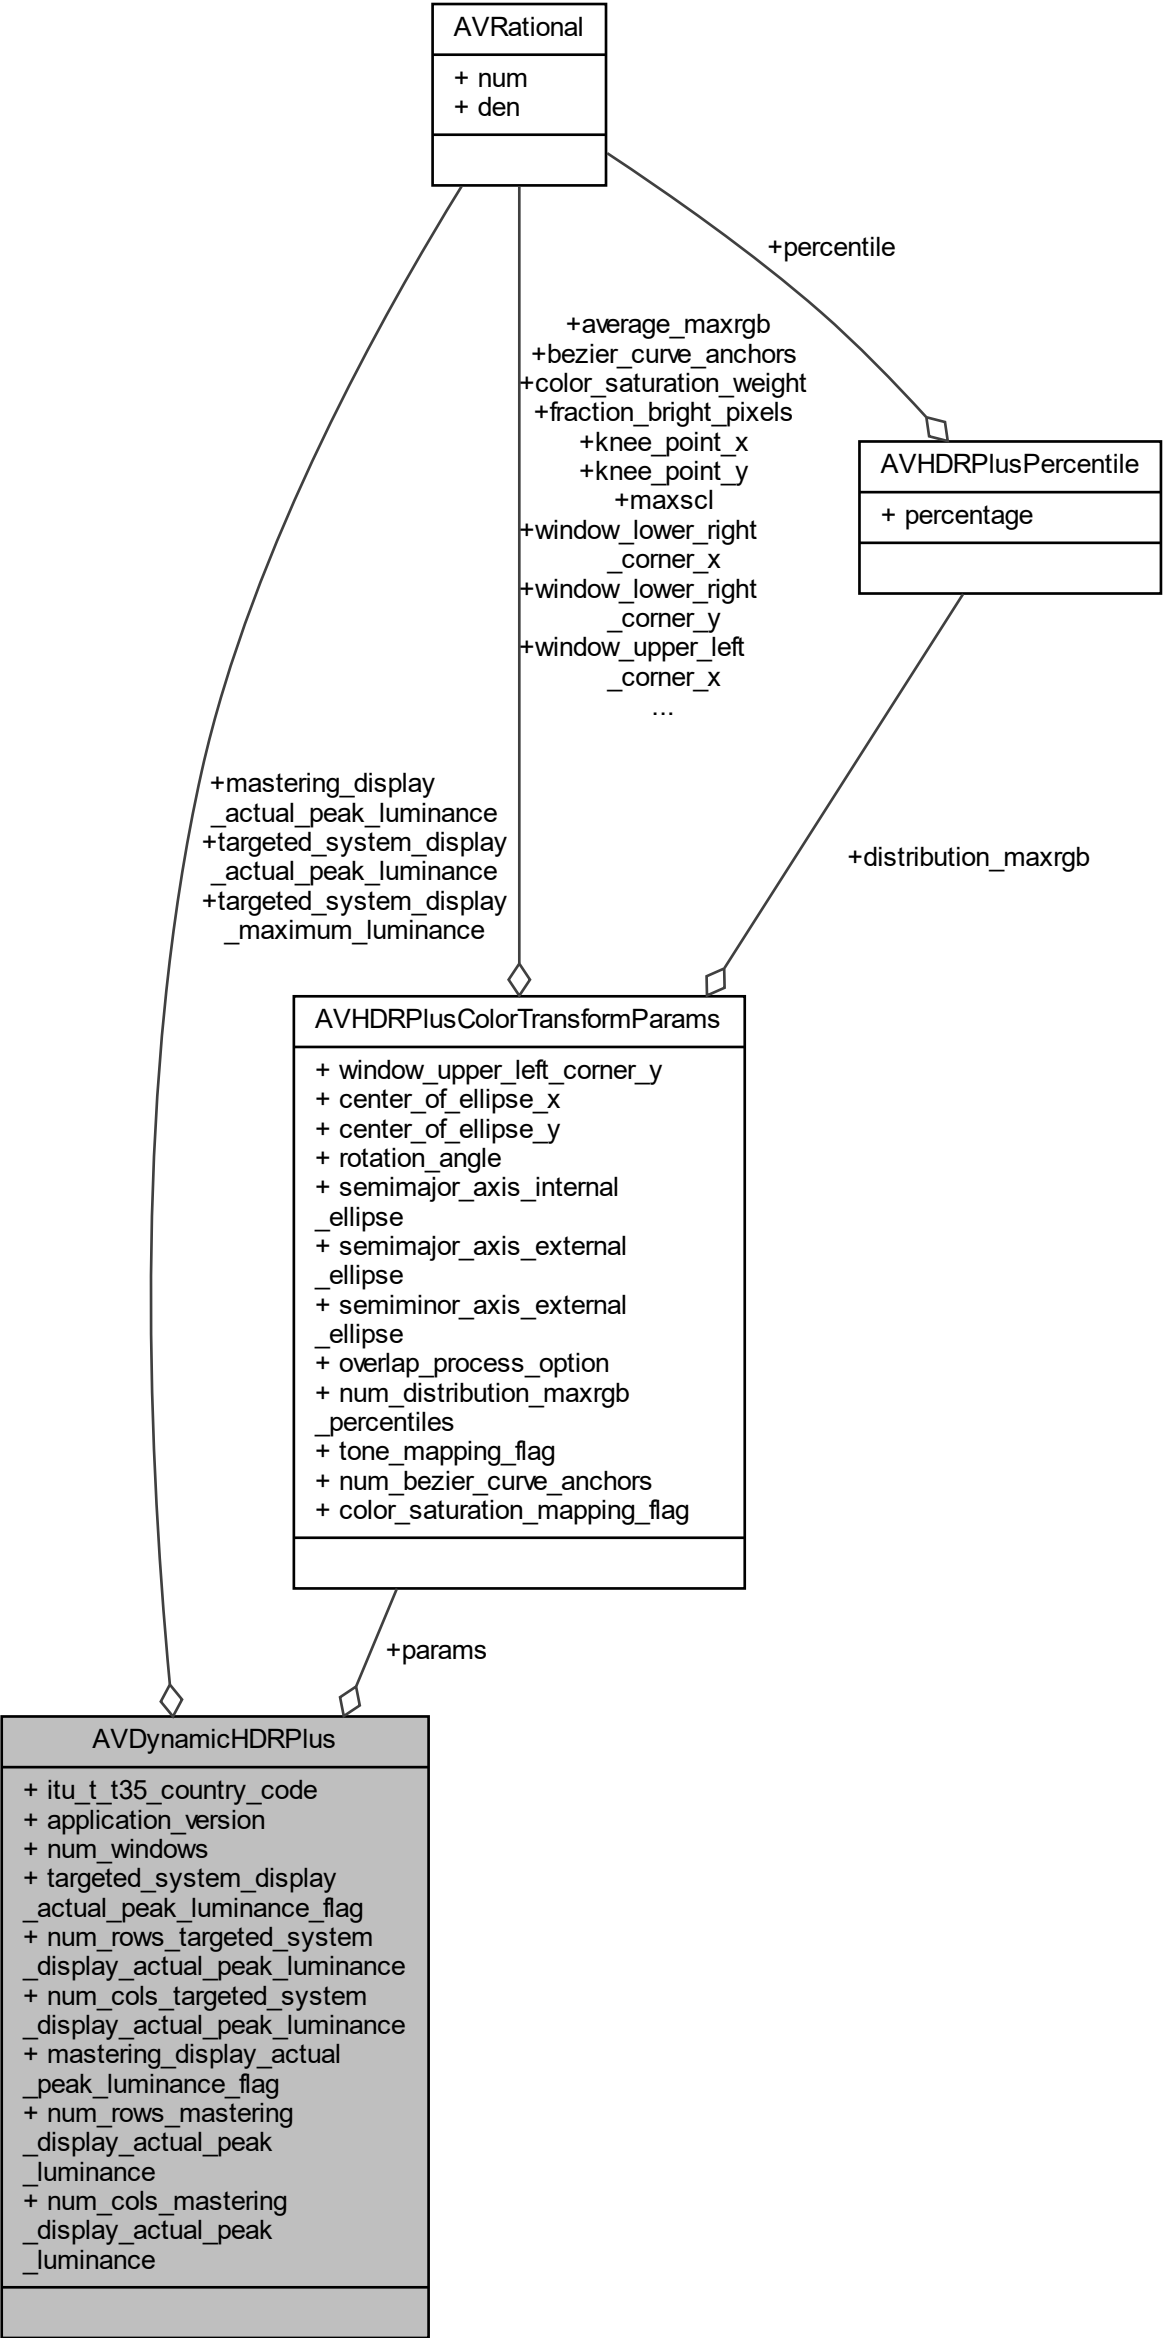 AVRational
+ num
+ den
+percentile
+average_maxrgb
+bezier_curve_anchors
+color_saturation_weight
+fraction_bright_pixels
+knee_point_x
+knee_point_y
+maxscl
+window_lower_right
_corner_x
+window_lower_right
_corner_y
+window_upper_left
_corner_x
...
AVHDRPlusPercentile
+ percentage
+mastering_display
_actual_peak_luminance
+targeted_system_display
_actual_peak_luminance
+targeted_system_display
_maximum_luminance
+distribution_maxrgb
AVHDRPlusColorTransformParams
+ window_upper_left_corner_y
+ center_of_ellipse_x
+ center_of_ellipse_y
+ rotation_angle
+ semimajor_axis_internal
_ellipse
+ semimajor_axis_external
_ellipse
+ semiminor_axis_external
_ellipse
+ overlap_process_option
+ num_distribution_maxrgb
_percentiles
+ tone_mapping_flag
+ num_bezier_curve_anchors
+ color_saturation_mapping_flag
+params
AVDynamicHDRPlus
+ itu_t_t35_country_code
+ application_version
+ num_windows
+ targeted_system_display
_actual_peak_luminance_flag
+ num_rows_targeted_system
_display_actual_peak_luminance
+ num_cols_targeted_system
_display_actual_peak_luminance
+ mastering_display_actual
_peak_luminance_flag
+ num_rows_mastering
_display_actual_peak
_luminance
+ num_cols_mastering
_display_actual_peak
_luminance